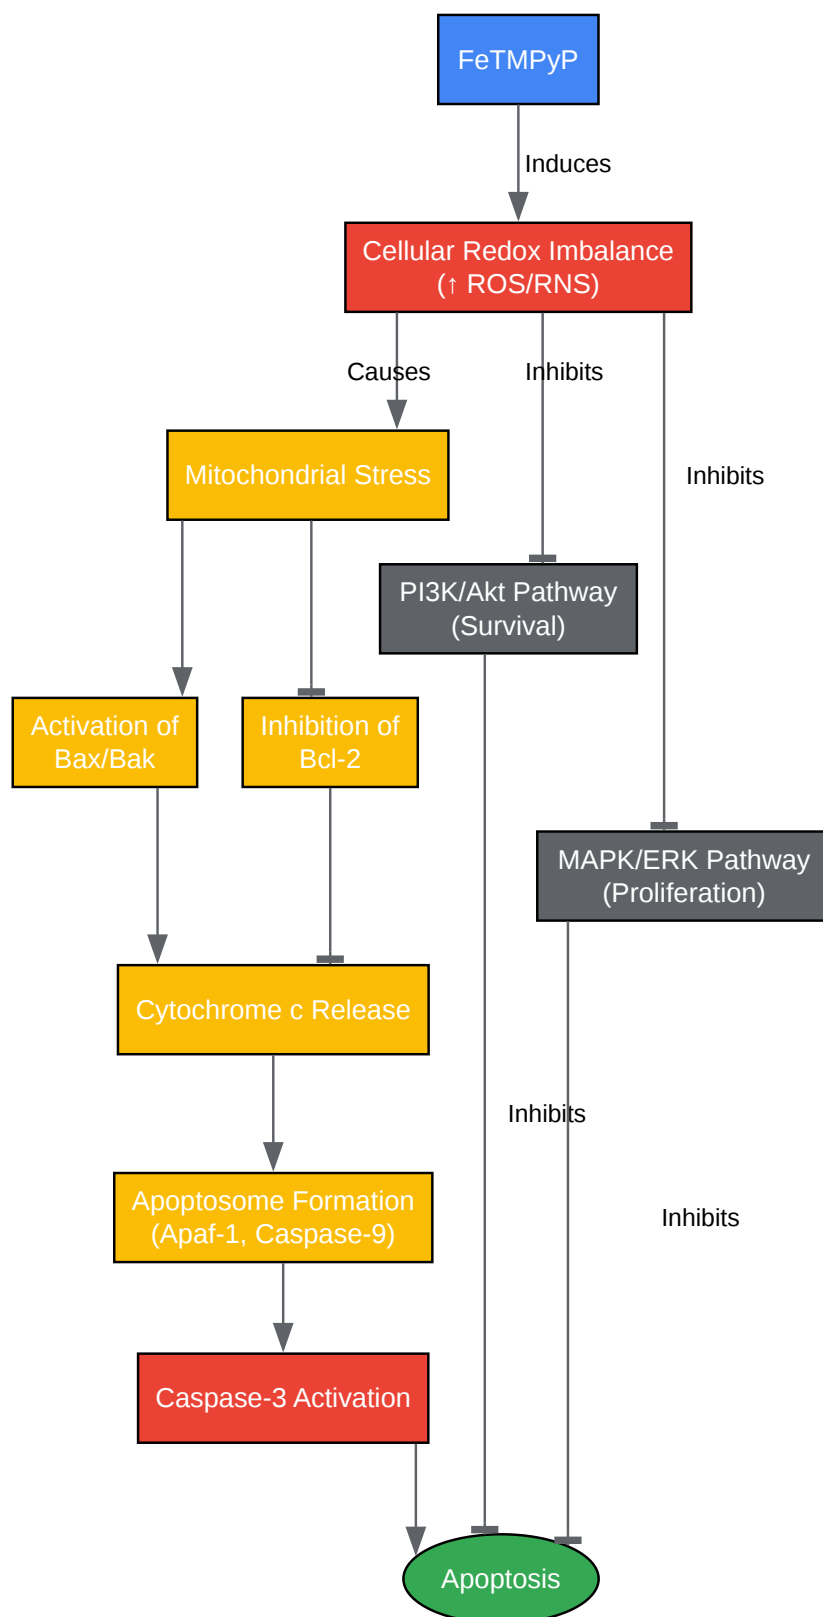 FeTMPyP
Induces
Cellular Redox Imbalance
(↑ ROS/RNS)
Causes
Inhibits
Mitochondrial Stress
Inhibits
PI3K/Akt Pathway
(Survival)
Activation of
Bax/Bak
Inhibition of
Bcl-2
MAPK/ERK Pathway
(Proliferation)
Cytochrome c Release
Inhibits
Apoptosome Formation
(Apaf-1, Caspase-9)
Inhibits
Caspase-3 Activation
Apoptosis